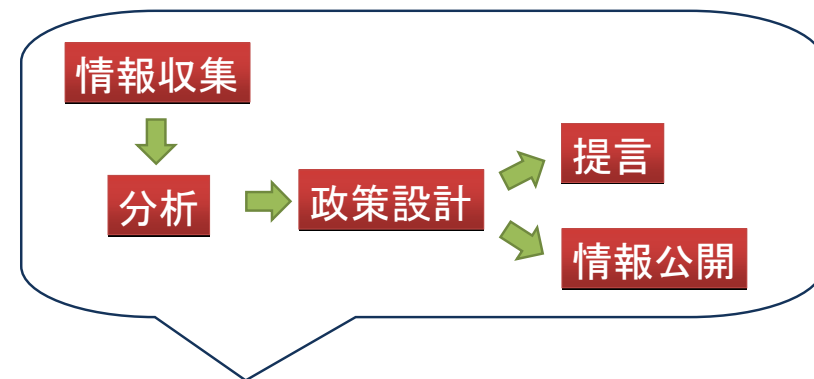 情報収集
分析
政策設計
提言
情報公開